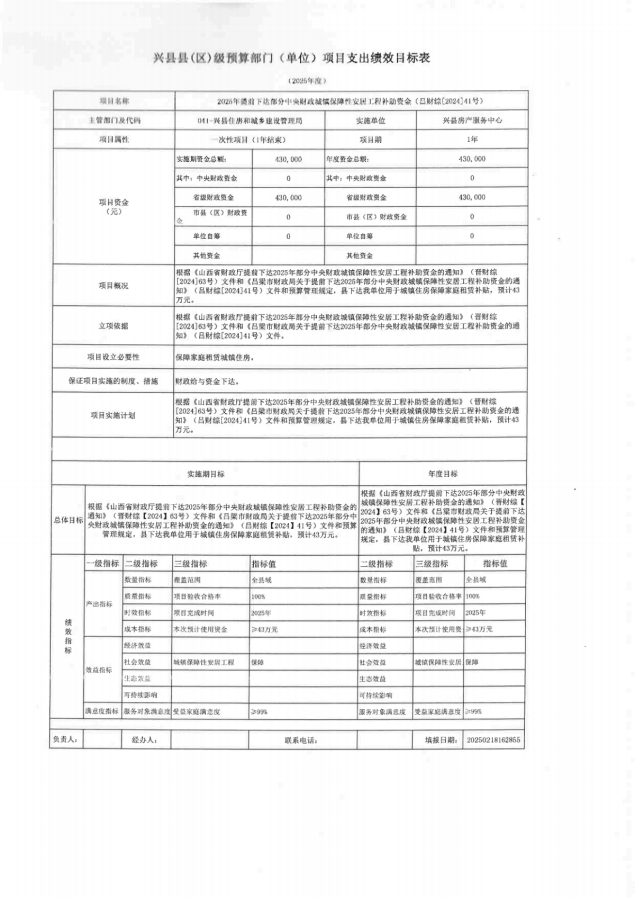 兴县县(区)级预算部门（单位）项目支出绩效目标表
（2025年度）
项目名称 2025年提前下达部分中央财政城镇保障性安居工程补助资金（吕财综[2024]41号）
主管部门及代码 041-兴县住房和城乡建设管理局 实施单位 兴县房产服务中心
项目属性 一次性项目（1年结束） 项目期 1年
项目资金
（元）
实施期资金总额： 430,000 年度资金总额： 430,000
其中：中央财政资金 0 其中：中央财政资金 0
省级财政资金 430,000 省级财政资金 430,000
市县（区）财政资
金 0 市县（区）财政资金 0
单位自筹 0 单位自筹 0
其他资金 其他资金
项目概况
根据《山西省财政厅提前下达2025年部分中央财政城镇保障性安居工程补助资金的通知》（晋财综
[2024]63号）文件和《吕梁市财政局关于提前下达2025年部分中央财政城镇保障性安居工程补助资金的通
知》（吕财综[2024]41号）文件和预算管理规定，县下达我单位用于城镇住房保障家庭租赁补贴，预计43
万元。
立项依据
根据《山西省财政厅提前下达2025年部分中央财政城镇保障性安居工程补助资金的通知》（晋财综
[2024]63号）文件和《吕梁市财政局关于提前下达2025年部分中央财政城镇保障性安居工程补助资金的通
知》（吕财综[2024]41号）文件。
项目设立必要性 保障家庭租赁城镇住房。
保证项目实施的制度、措施 财政给与资金下达。
项目实施计划
根据《山西省财政厅提前下达2025年部分中央财政城镇保障性安居工程补助资金的通知》（晋财综
[2024]63号）文件和《吕梁市财政局关于提前下达2025年部分中央财政城镇保障性安居工程补助资金的通
知》（吕财综[2024]41号）文件和预算管理规定，县下达我单位用于城镇住房保障家庭租赁补贴，预计43
万元。
实施期目标 年度目标
总体目标
根据《山西省财政厅提前下达2025年部分中央财政城镇保障性安居工程补助资金的
通知》（晋财综【2024】63号）文件和《吕梁市财政局关于提前下达2025年部分中
央财政城镇保障性安居工程补助资金的通知》（吕财综【2024】41号）文件和预算
管理规定，县下达我单位用于城镇住房保障家庭租赁补贴，预计43万元。
根据《山西省财政厅提前下达2025年部分中央财政
城镇保障性安居工程补助资金的通知》（晋财综【
2024】63号）文件和《吕梁市财政局关于提前下达
2025年部分中央财政城镇保障性安居工程补助资金
的通知》（吕财综【2024】41号）文件和预算管理
规定，县下达我单位用于城镇住房保障家庭租赁补
贴，预计43万元。
绩效指标
一级指标 二级指标 三级指标 指标值 二级指标 三级指标 指标值
产出指标
数量指标 覆盖范围 全县域 数量指标 覆盖范围 全县域
质量指标 项目验收合格率 100% 质量指标 项目验收合格率 100%
时效指标 项目完成时间 2025年 时效指标 项目完成时间 2025年
成本指标 本次预计使用资金 ≥43万元 成本指标 本次预计使用资 ≥43万元
效益指标
经济效益 经济效益
社会效益 城镇保障性安居工程 保障 社会效益 城镇保障性安居 保障
生态效益 生态效益
可持续影响 可持续影响
满意度指标 服务对象满意度 受益家庭满意度 ≥99% 服务对象满意度 受益家庭满意度 ≥99%
负责人： 经办人： 联系电话： 填报日期： 20250218162855